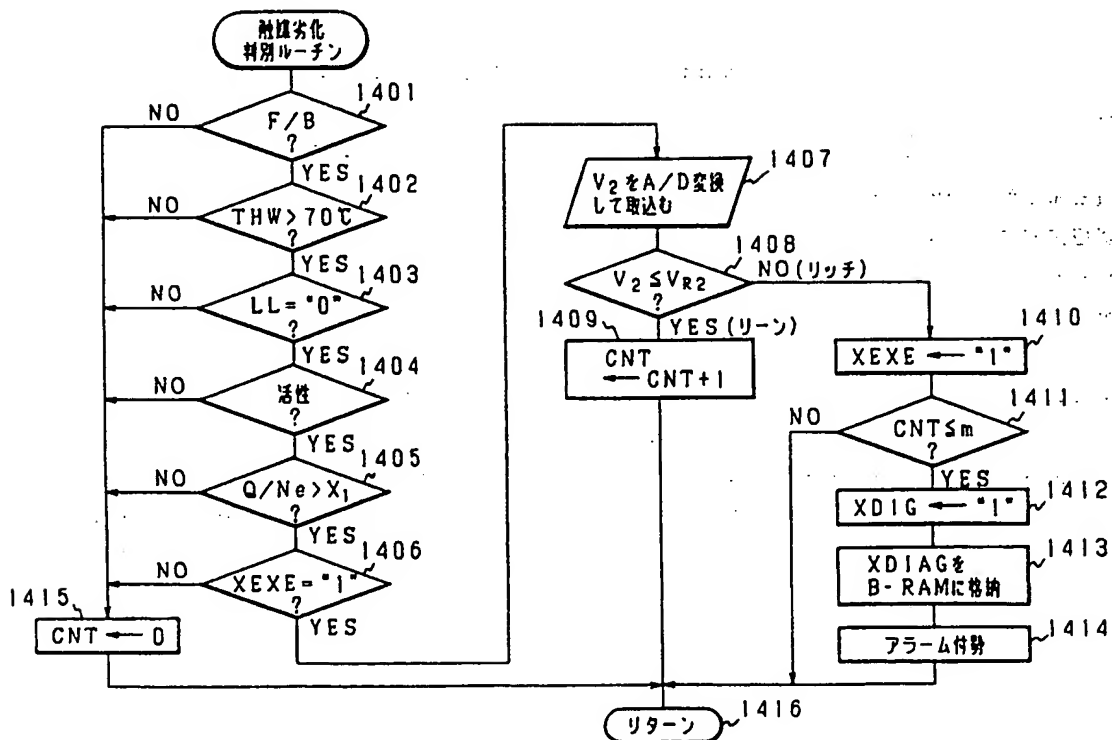 触媒劣化
判別ルーチン
1401
NO
F/B
?
YES
1402
NO
THW>70℃
?
YES
1403
NO
LL="0"
?
YES
1404
NO
活性
?
YES
1405
NO
Q/Ne>X₁
?
YES
1406
NO
XEXE="1"
?
YES
1415
CNT ← 0
1407
V₂をA/D変換
して取込む
1408
V₂≦VR₂
?
NO(リッチ)
YES(リーン)
1409
CNT
← CNT+1
1410
XEXE ← "1"
1411
NO
CNT≦m
?
YES
1412
XDIG ← "1"
1413
XDIAGを
B-RAMに格納
1414
アラーム付勢
リターン
1416